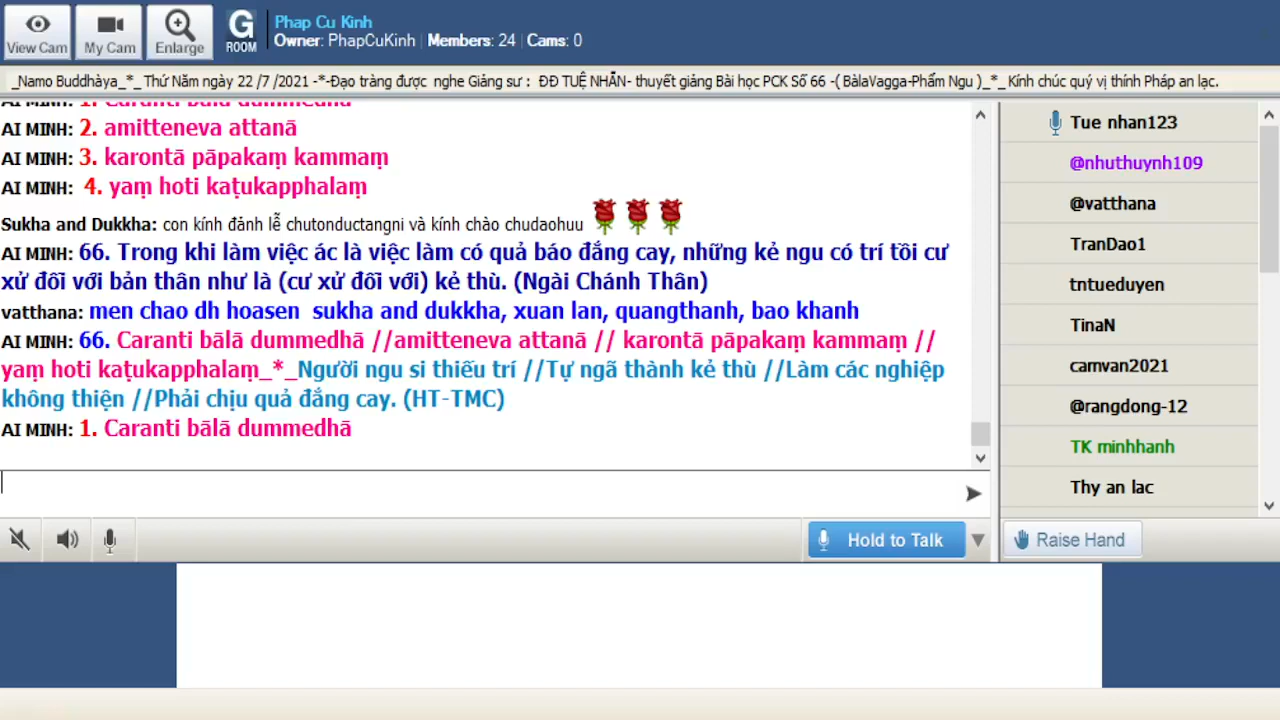 View Cam
My Cam
Enlarge
G ROOM
Phap Cu Kinh
Owner: PhapCuKinh | Members: 24 | Cams: 0
_Namo Buddhàya_*_ Thứ Năm ngày 22 /7 /2021 -*-Đạo tràng được nghe Giảng sư : ĐĐ TUỆ NHẪN- thuyết giảng Bài học PCK Số 66 -( BàlaVagga-Phẩm Ngu )_*_Kính chúc quý vị thính Pháp an lạc.
AI MINH: 1. Caranti bālā dummedhā
AI MINH: 2. amitteneva attanā
AI MINH: 3. karontā pāpakaṃ kammaṃ
AI MINH: 4. yaṃ hoti kaṭukapphalaṃ
Sukha and Dukkha: con kính đảnh lễ chutonductangni và kính chào chudaohuu
AI MINH: 66. Trong khi làm việc ác là việc làm có quả báo đắng cay, những kẻ ngu có trí tồi cư
xử đối với bản thân như là (cư xử đối với) kẻ thù. (Ngài Chánh Thân)
vatthana: men chao dh hoasen sukha and dukkha, xuan lan, quangthanh, bao khanh
AI MINH: 66. Caranti bālā dummedhā //amitteneva attanā // karontā pāpakaṃ kammaṃ //
yaṃ hoti kaṭukapphalaṃ_*_Người ngu si thiếu trí //Tự ngã thành kẻ thù //Làm các nghiệp
không thiện //Phải chịu quả đắng cay. (HT-TMC)
AI MINH: 1. Caranti bālā dummedhā
Tue nhan123
@nhuthuynh109
@vatthana
TranDao1
tntueduyen
TinaN
camvan2021
@rangdong-12
TK minhhanh
Thy an lac
Hold to Talk
Raise Hand